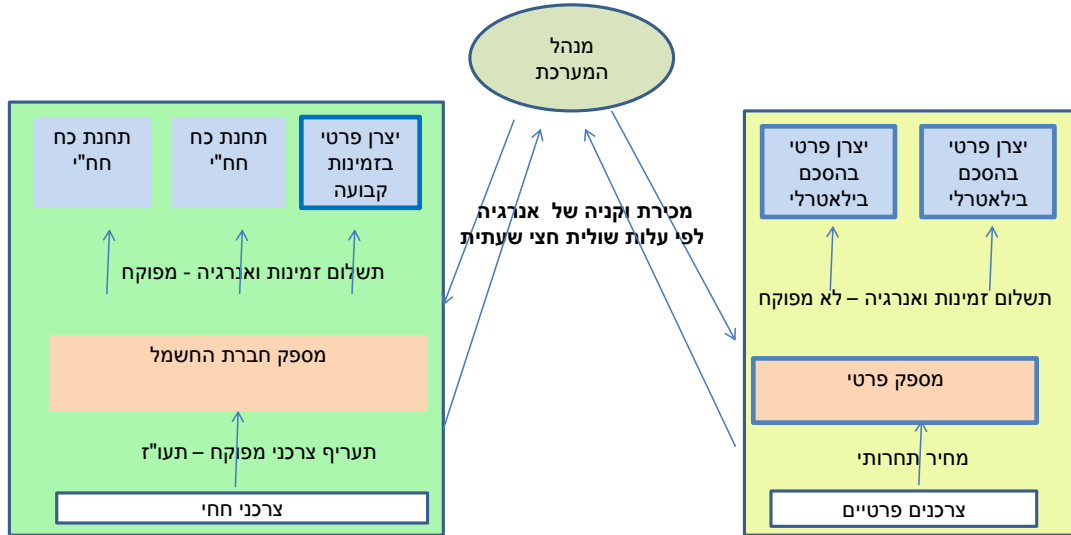 מנהל
המערכת
יצרן פרטי
בהסכם
בילאטרלי
יצרן פרטי
בהסכם
בילאטרלי
תשלום זמינות ואנרגיה – לא מפוקח
מספק פרטי
מחיר תחרותי
צרכנים פרטיים
מכירת וקניה של אנרגיה
לפי עלות שולית חצי שעתית
יצרן פרטי
בזמינות
קבועה
תחנת כח
חח"י
תחנת כח
חח"י
תשלום זמינות ואנרגיה - מפוקח
מספק חברת החשמל
תעריף צרכני מפוקח – תעו"ז
צרכני חחי